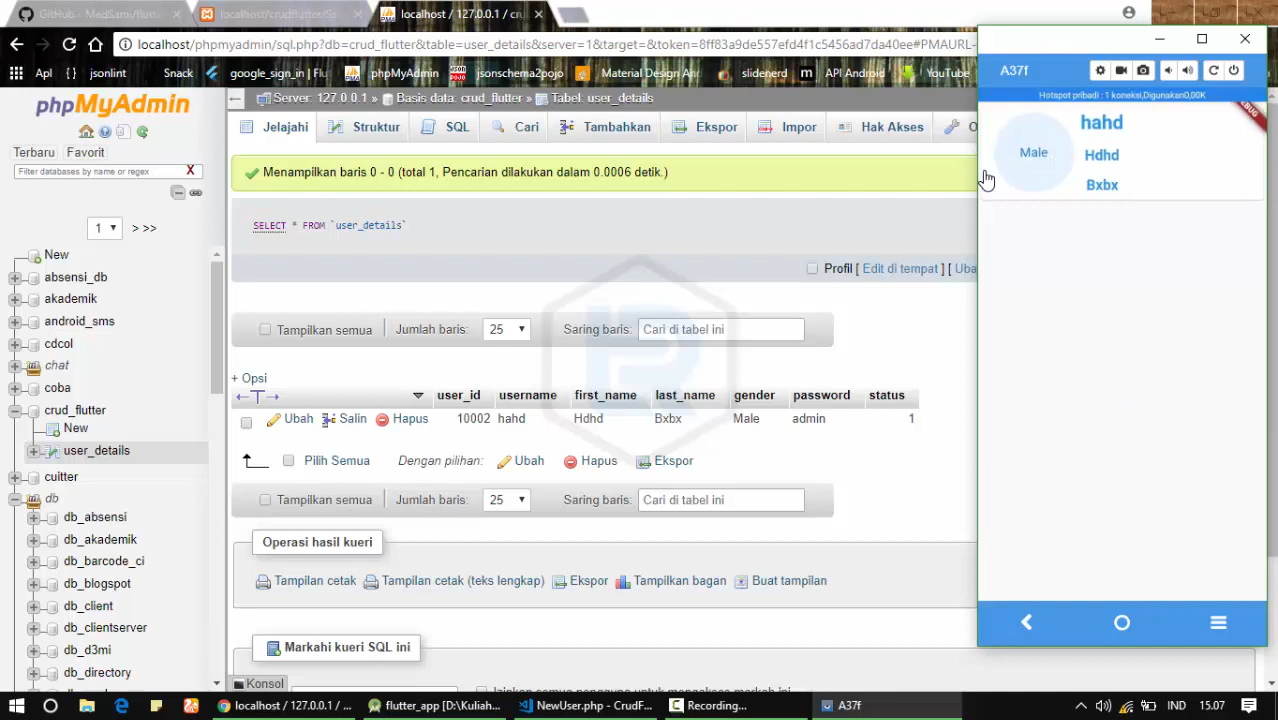 GitHub - MedSami/flutt
localhost/crudflutter/Se
localhost / 127.0.0.1 / cru
localhost/phpmyadmin/sql.php?db=crud_flutter&table=user_details&server=1&target=&token=8ff83a9de557efd4f1c5456ad7da40ee#PMAURL-
Apl
jsonlint
Snack
google_sign_in | Flu
phpMyAdmin
jsonschema2pojo
Material Design And
slidenerd
API Android
YouTube
phpMyAdmin
Terbaru
Favorit
Filter databases by name or regex
X
1
> >>
New
absensi_db
akademik
android_sms
cdcol
chat
coba
crud_flutter
New
user_details
cuitter
db
db_absensi
db_akademik
db_barcode_ci
db_blogspot
db_client
db_clientserver
db_d3mi
db_directory
Server: 127.0.0.1 » Basis data: crud_flutter » Tabel: user_details
Jelajahi
Struktur
SQL
Cari
Tambahkan
Ekspor
Impor
Hak Akses
Menampilkan baris 0 - 0 (total 1, Pencarian dilakukan dalam 0.0006 detik.)
SELECT * FROM `user_details`
Profil [ Edit di tempat ] [ Uba
Tampilkan semua
Jumlah baris: 25
Saring baris: Cari di tabel ini
+ Opsi
user_id username first_name last_name gender password status
Ubah Salin Hapus 10002 hahd Hdhd Bxbx Male admin 1
Pilih Semua Dengan pilihan: Ubah Hapus Ekspor
Tampilkan semua
Jumlah baris: 25
Saring baris: Cari di tabel ini
Operasi hasil kueri
Tampilan cetak Tampilan cetak (teks lengkap) Ekspor Tampilkan bagan Buat tampilan
Markahi kueri SQL ini
Konsol
A37f
Hotspot pribadi : 1 koneksi,Digunakan0,00K
DEBUG
Male
hahd
Hdhd
Bxbx
localhost / 127.0.0.1 / ...
flutter_app [D:\Kuliah...
NewUser.php - CrudF...
Recording...
A37f
IND
15.07